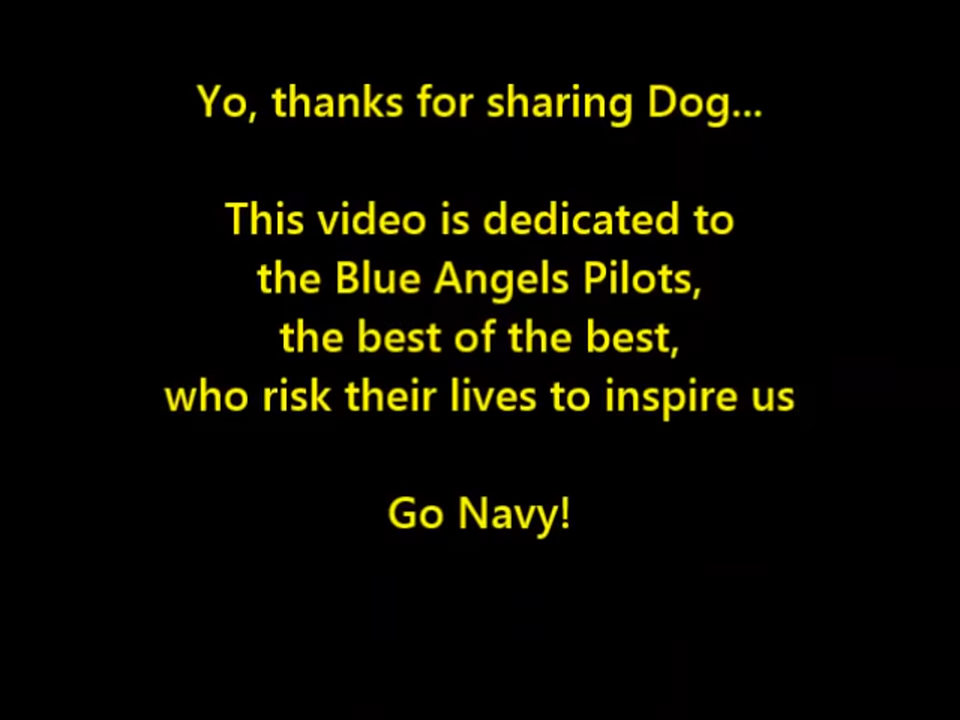 Yo, thanks for sharing Dog...
This video is dedicated to
the Blue Angels Pilots,
the best of the best,
who risk their lives to inspire us
Go Navy!